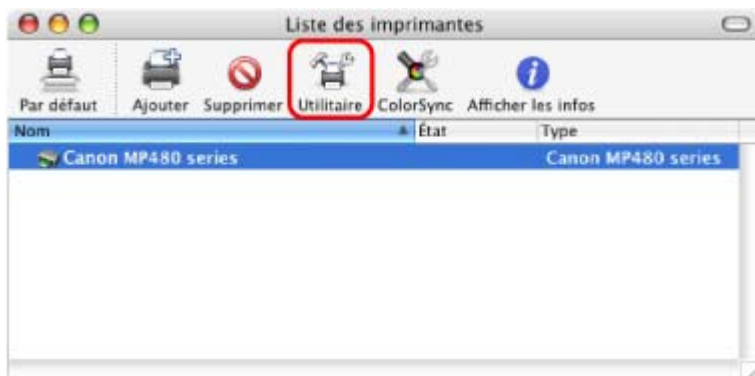 Liste des imprimantes
Par défaut Ajouter Supprimer Utilitaire ColorSync Afficher les infos
Nom État Type
Canon MP480 series Canon MP480 series